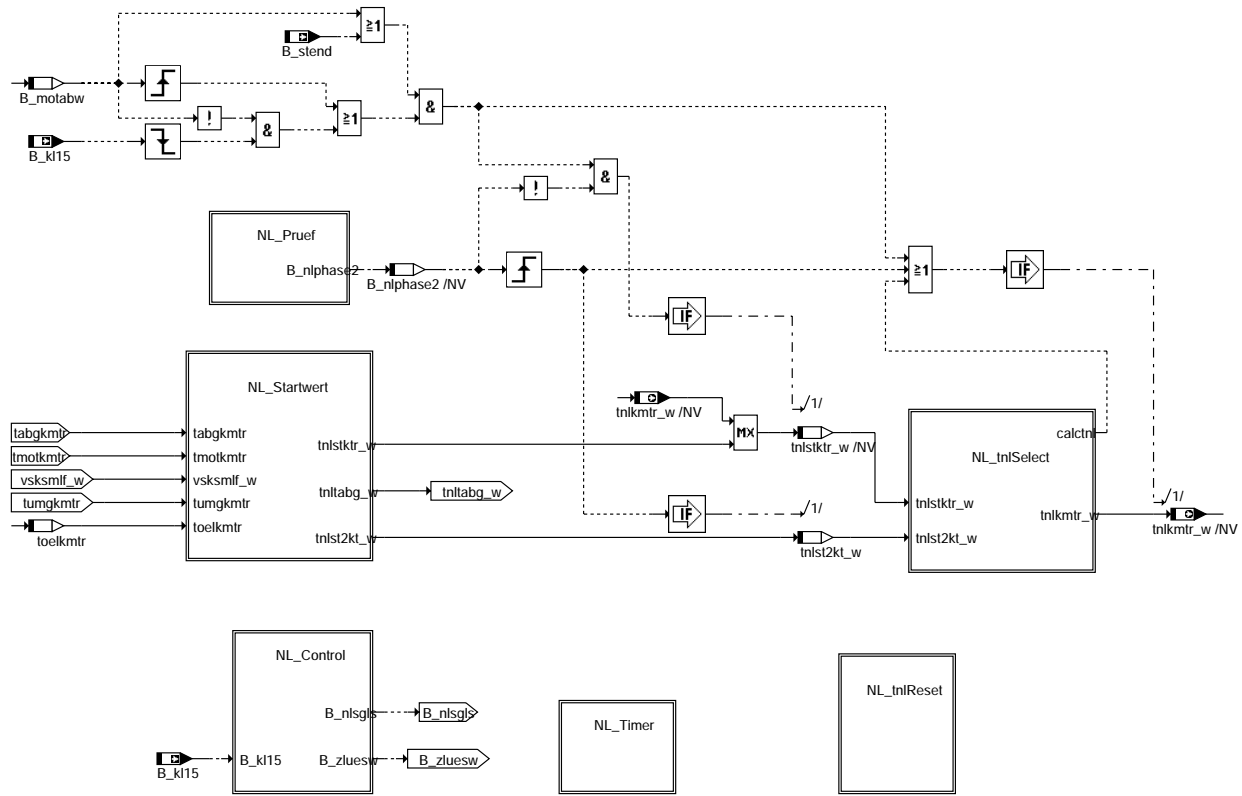 ≥1
B_stend
B_motabw
!
&
≥1
&
B_kl15
&
!
NL_Pruef
B_nlphase2
B_nlphase2 /NV
≥1
IF
IF
NL_Startwert
tnlkmtr_w /NV
/1/
MX
tabgkmtr
tabgkmtr
tnlstktr_w
tnlstktr_w /NV
calctnl
NL_tnlSelect
tmotkmtr
tmotkmtr
vsksmlf_w
vsksmlf_w
tnltabg_w
tnltabg_w
tumgkmtr
tumgkmtr
IF
/1/
tnlstktr_w
/1/
toelkmtr
toelkmtr
tnlst2kt_w
tnlst2kt_w
tnlst2kt_w
tnlkmtr_w
tnlkmtr_w /NV
NL_Control
B_nlsgls
B_nlsgls
B_kl15
B_kl15
B_zluesw
B_zluesw
NL_Timer
NL_tnlReset